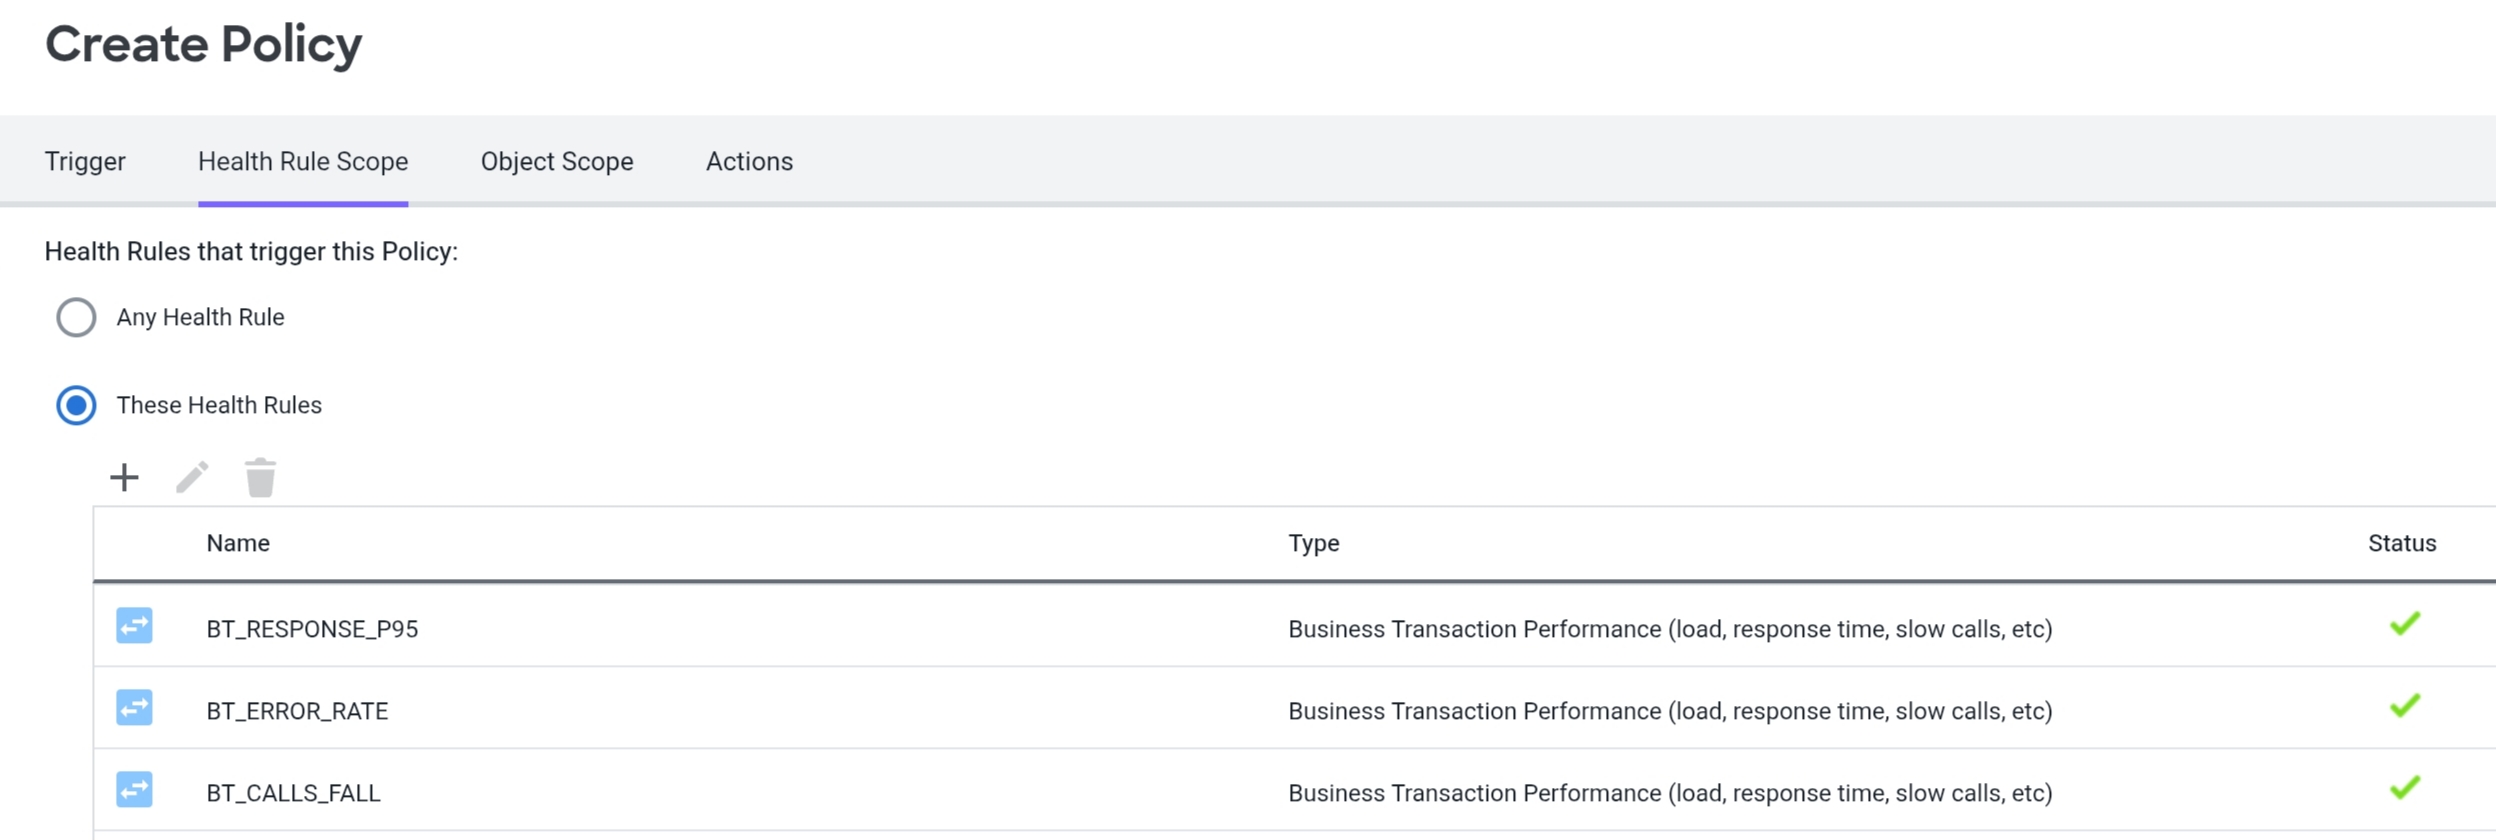 Create Policy
Trigger Health Rule Scope Object Scope Actions
Health Rules that trigger this Policy:
Any Health Rule
These Health Rules
Name Type Status
BT_RESPONSE_P95 Business Transaction Performance (load, response time, slow calls, etc)
BT_ERROR_RATE Business Transaction Performance (load, response time, slow calls, etc)
BT_CALLS_FALL Business Transaction Performance (load, response time, slow calls, etc)